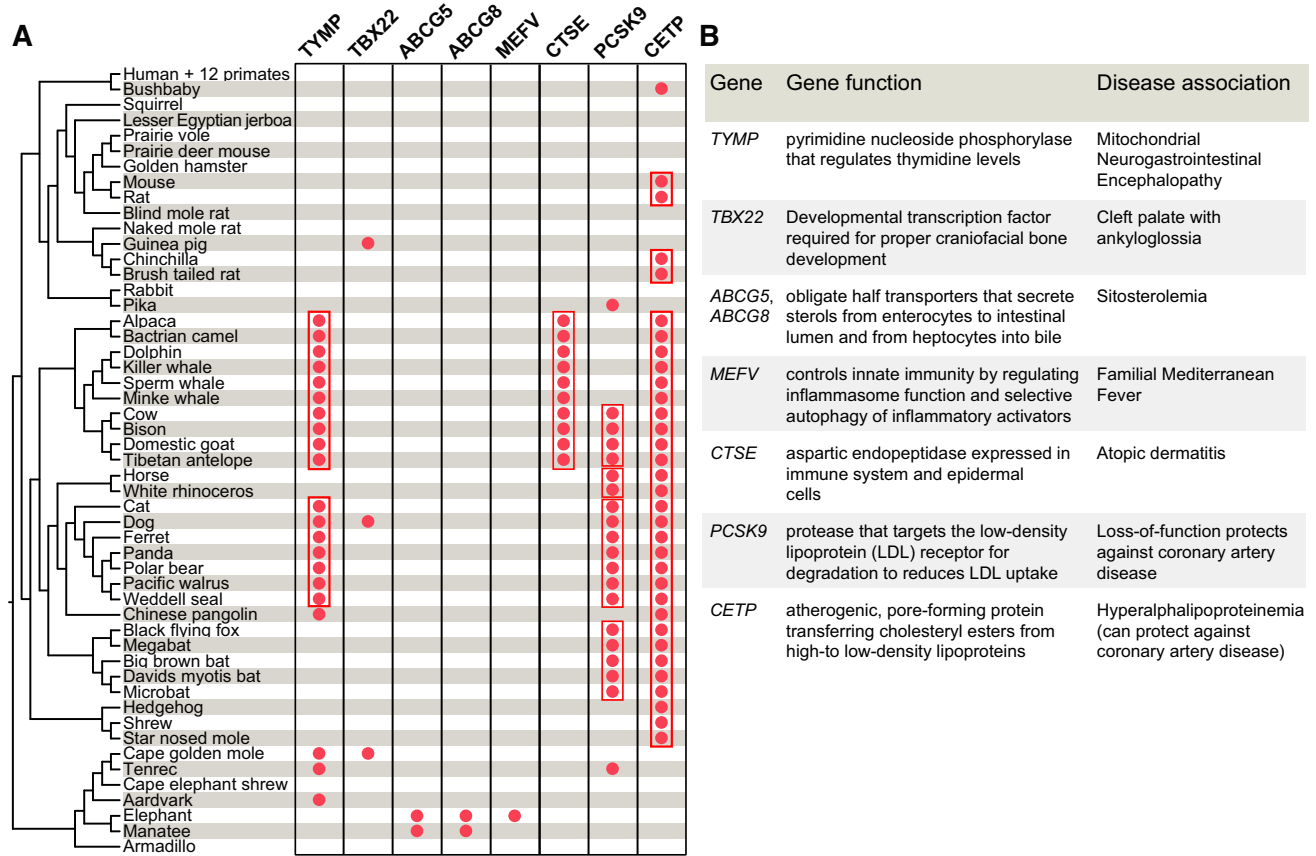 A
TYMP
TBX22
ABCG5
ABCG8
MEFV
CTSE
PCSK9
CETP
Human + 12 primates
Bushbaby
Squirrel
Lesser Egyptian jerboa
Prairie vole
Prairie deer mouse
Golden hamster
Mouse
Rat
Blind mole rat
Naked mole rat
Guinea pig
Chinchilla
Brush tailed rat
Rabbit
Pika
Alpaca
Bactrian camel
Dolphin
Killer whale
Sperm whale
Minke whale
Cow
Bison
Domestic goat
Tibetan antelope
Horse
White rhinoceros
Cat
Dog
Ferret
Panda
Polar bear
Pacific walrus
Weddell seal
Chinese pangolin
Black flying fox
Megabat
Big brown bat
Davids myotis bat
Microbat
Hedgehog
Shrew
Star nosed mole
Cape golden mole
Tenrec
Cape elephant shrew
Aardvark
Elephant
Manatee
Armadillo
B
Gene Gene function Disease association
TYMP pyrimidine nucleoside phosphorylase Mitochondrial
that regulates thymidine levels Neurogastrointestinal
Encephalopathy
TBX22 Developmental transcription factor Cleft palate with
required for proper craniofacial bone ankyloglossia
development
ABCG5, obligate half transporters that secrete Sitosterolemia
ABCG8 sterols from enterocytes to intestinal
lumen and from heptocytes into bile
MEFV controls innate immunity by regulating Familial Mediterranean
inflammasome function and selective Fever
autophagy of inflammatory activators
CTSE aspartic endopeptidase expressed in Atopic dermatitis
immune system and epidermal
cells
PCSK9 protease that targets the low-density Loss-of-function protects
lipoprotein (LDL) receptor for against coronary artery
degradation to reduces LDL uptake disease
CETP atherogenic, pore-forming protein Hyperalphalipoproteinemia
transferring cholesteryl esters from (can protect against
high-to low-density lipoproteins coronary artery disease)